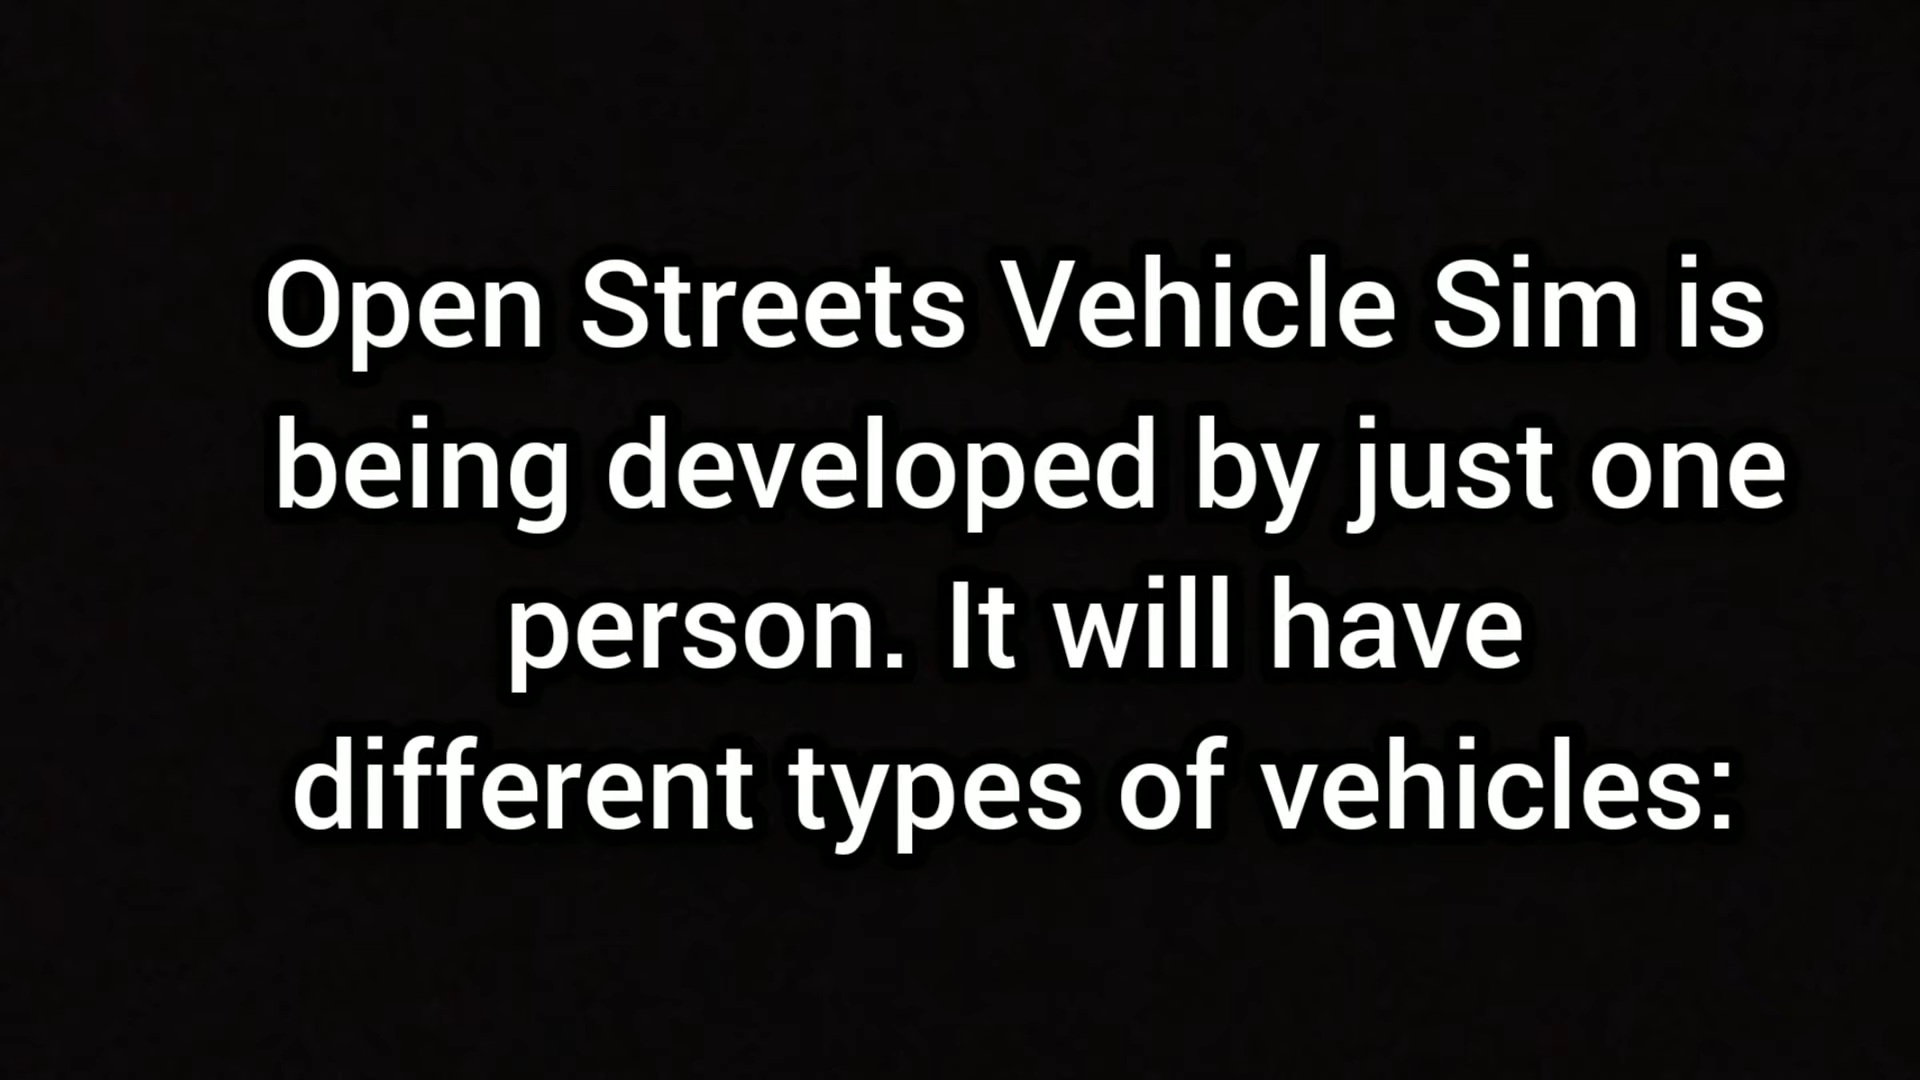 Open Streets Vehicle Sim is
being developed by just one
person. It will have
different types of vehicles: